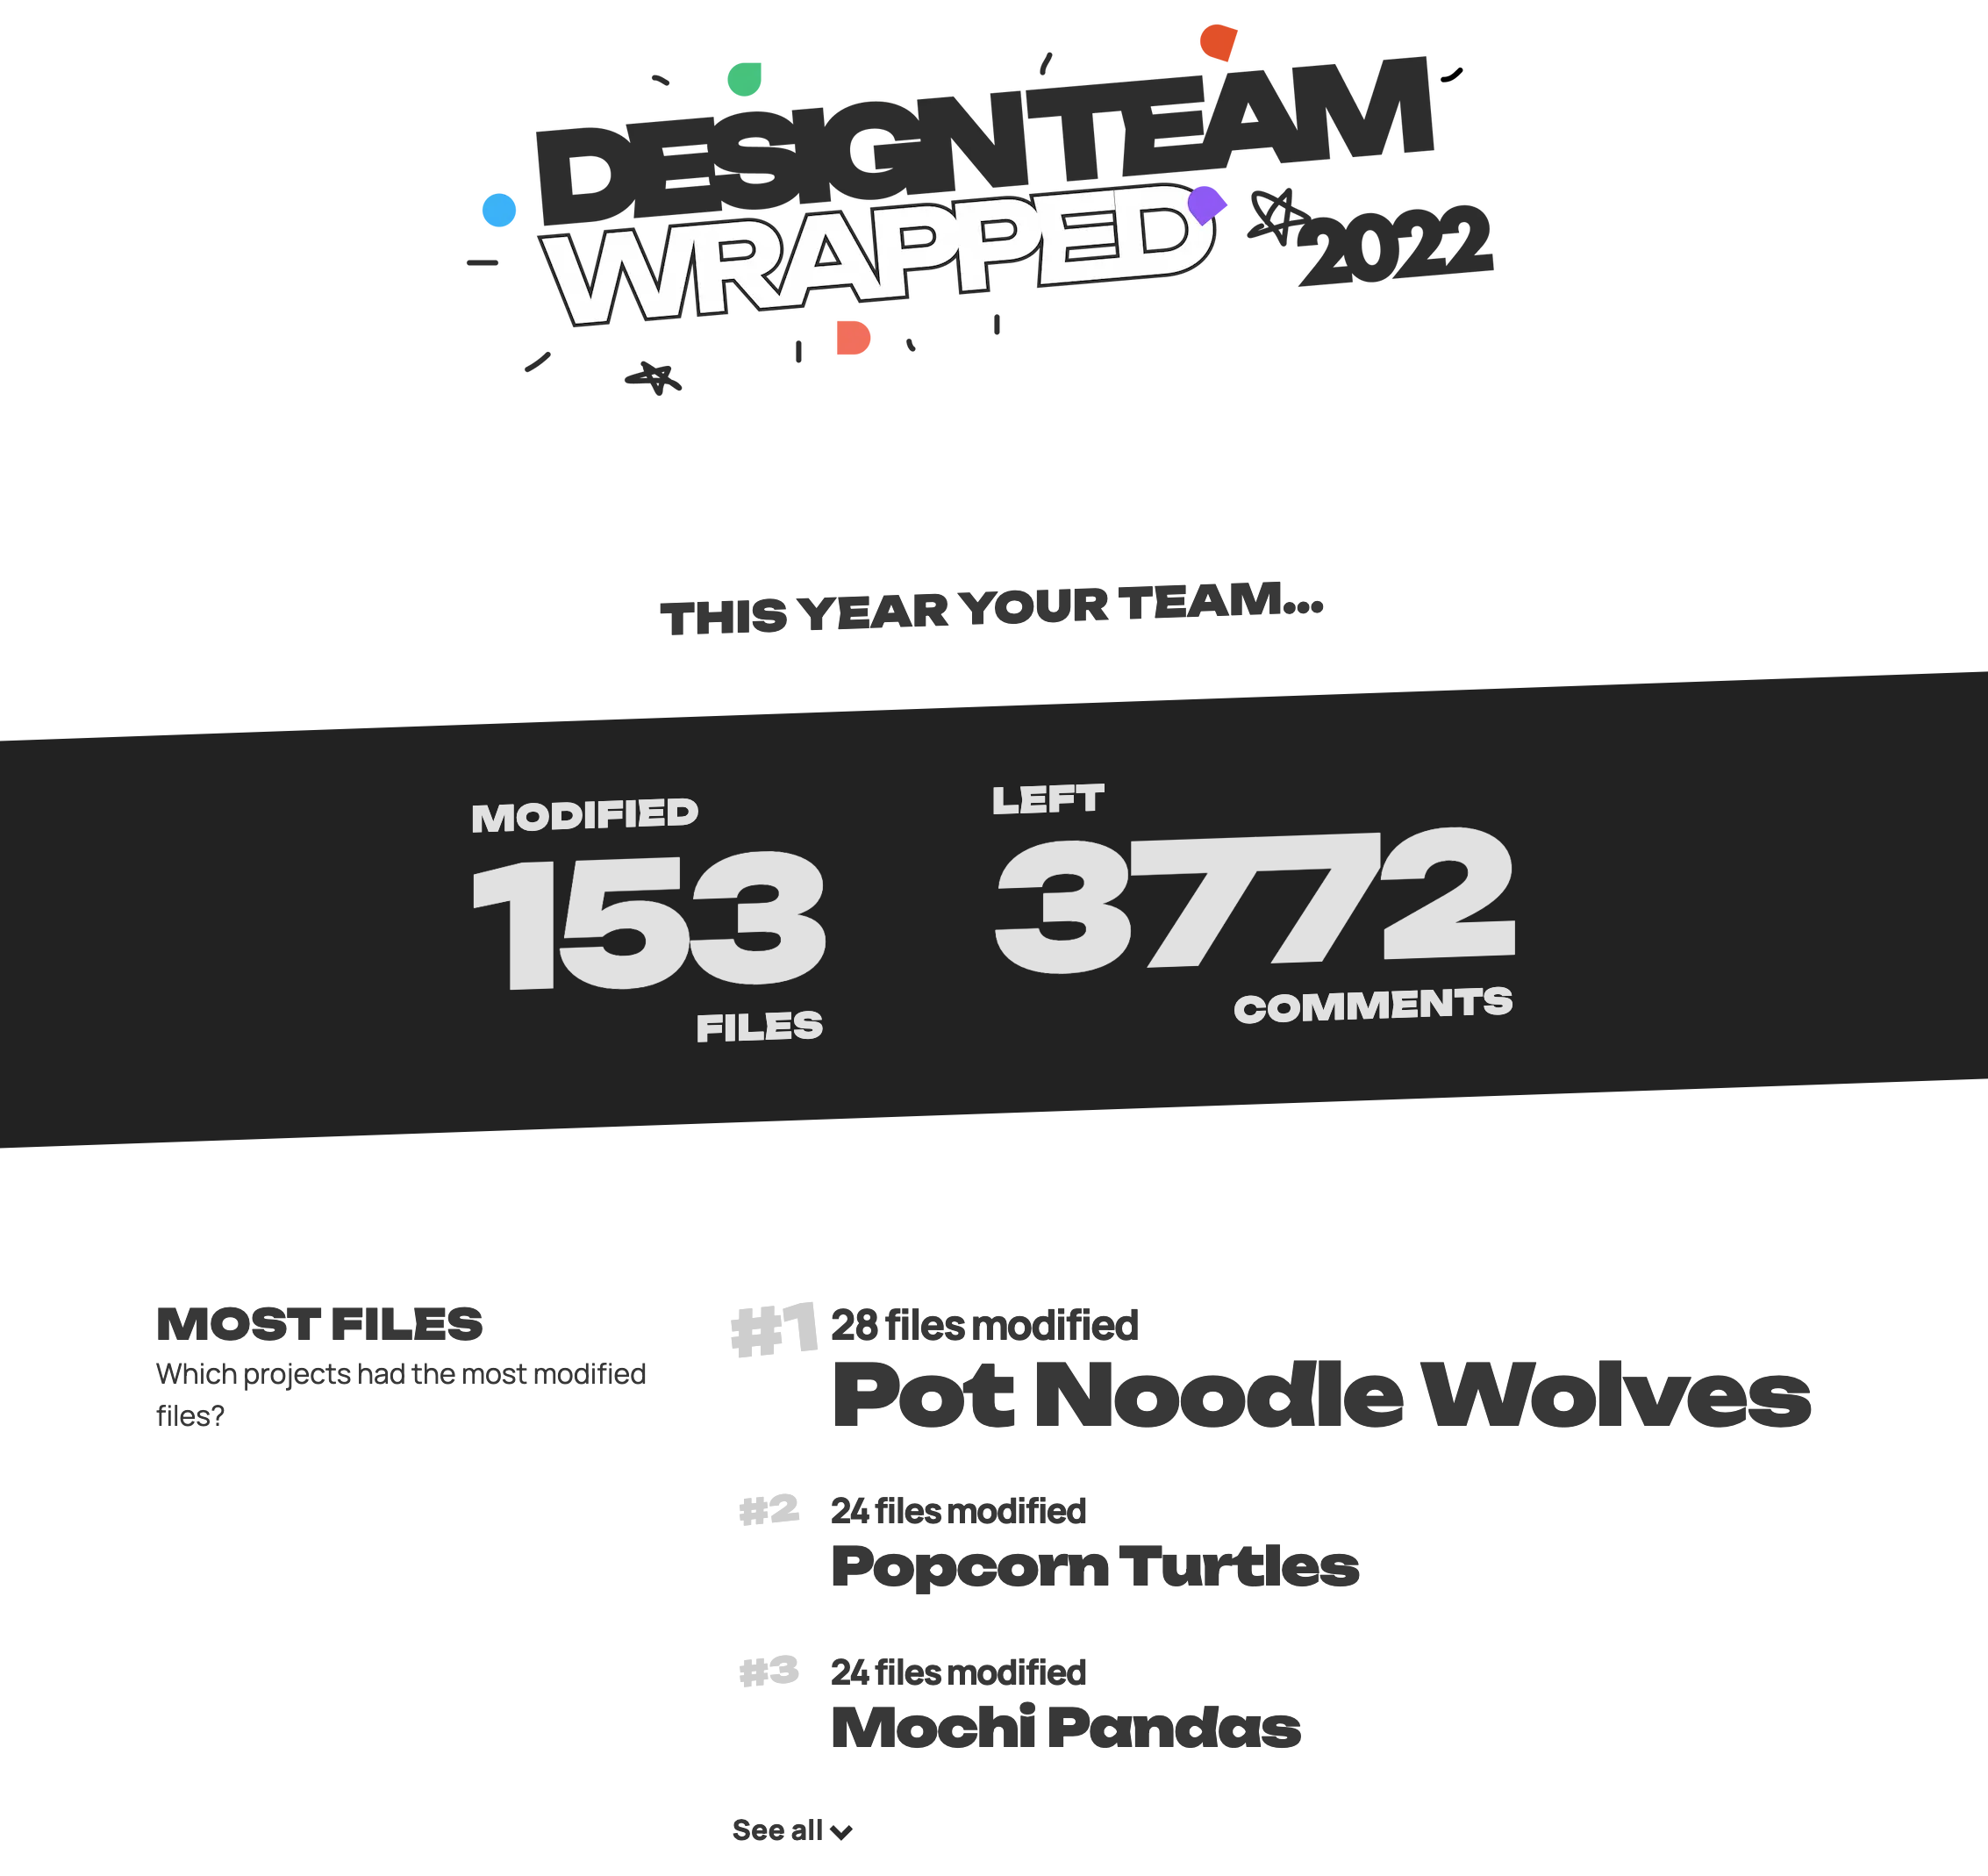 DESIGN TEAM
WRAPPED 2022
THIS YEAR YOUR TEAM...
MODIFIED
153
FILES
LEFT
3772
COMMENTS
MOST FILES
Which projects had the most modified
files?
#1 28 files modified
Pot Noodle Wolves
#2 24 files modified
Popcorn Turtles
#3 24 files modified
Mochi Pandas
See all